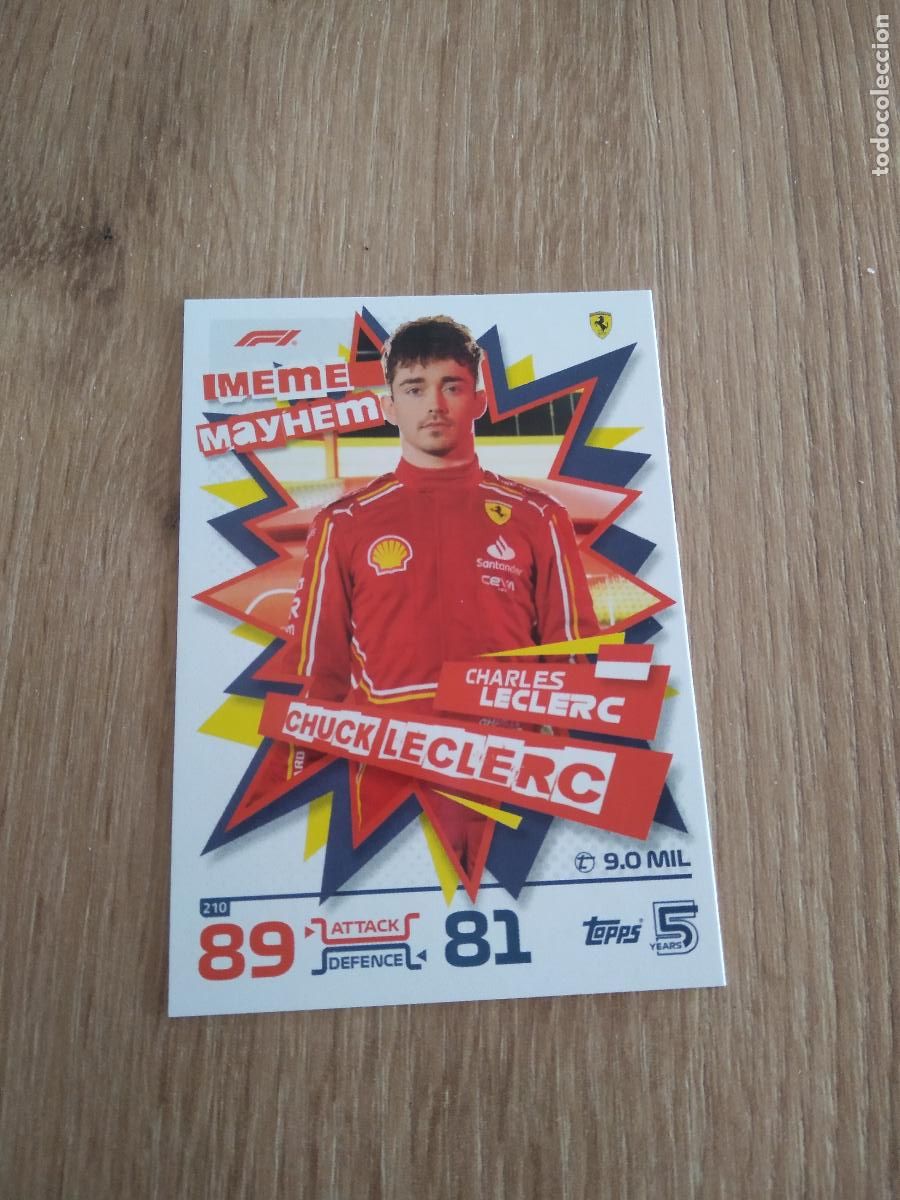 todocoleccion
F1
MEME
MAYHEM
Santander
CEVA
CHARLES
LECLERC
CHUCK LECLERC
9.0 MIL
210
89 ATTACK
DEFENCE 81
Topps 5
YEARS